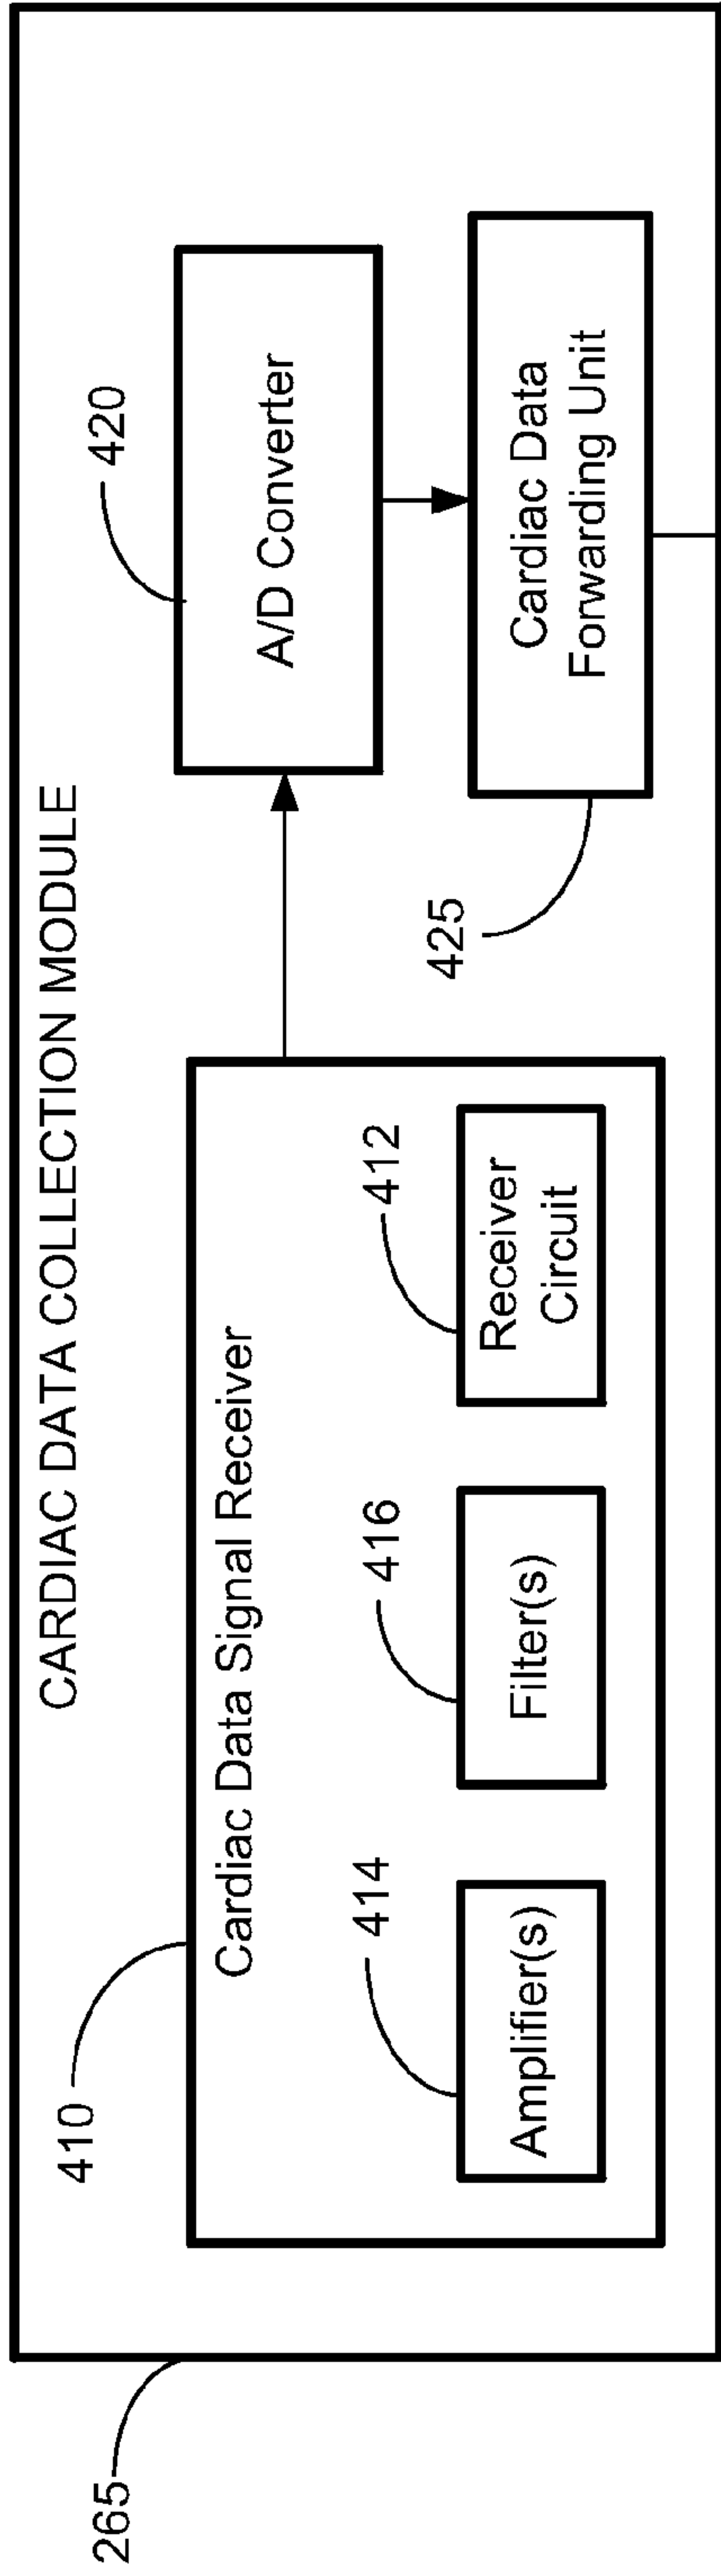 CARDIAC DATA COLLECTION MODULE
265
410
Cardiac Data Signal Receiver
414
Amplifier(s)
416
Filter(s)
412
Receiver
Circuit
420
A/D Converter
425
Cardiac Data
Forwarding Unit